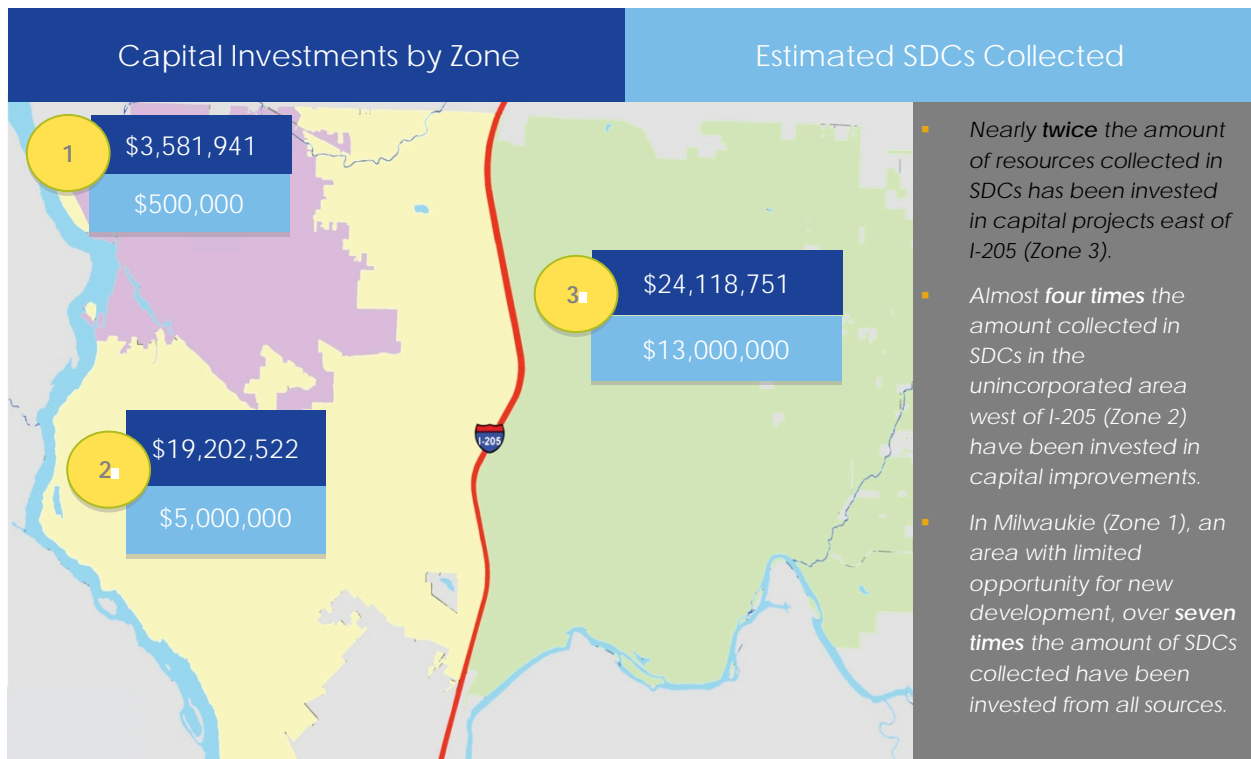 Capital Investments by Zone
Estimated SDCs Collected
1
$3,581,941
$500,000
3
$24,118,751
$13,000,000
I-205
2
$19,202,522
$5,000,000
Nearly twice the amount
of resources collected in
SDCs has been invested
in capital projects east of
I-205 (Zone 3).
Almost four times the
amount collected in
SDCs in the
unincorporated area
west of I-205 (Zone 2)
have been invested in
capital improvements.
In Milwaukie (Zone 1), an
area with limited
opportunity for new
development, over seven
times the amount of SDCs
collected have been
invested from all sources.